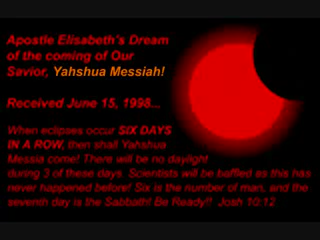 Apostle Elisabeth's Dream
of the coming of Our
Savior, Yahshua Messiah!
Received June 15, 1998...
When eclipses occur SIX DAYS
IN A ROW, then shall Yahshua
Messia come! There will be no daylight
during 3 of these days. Scientists will be baffled as this has
never happened before! Six is the number of man, and the
seventh day is the Sabbath! Be Ready!! Josh 10:12